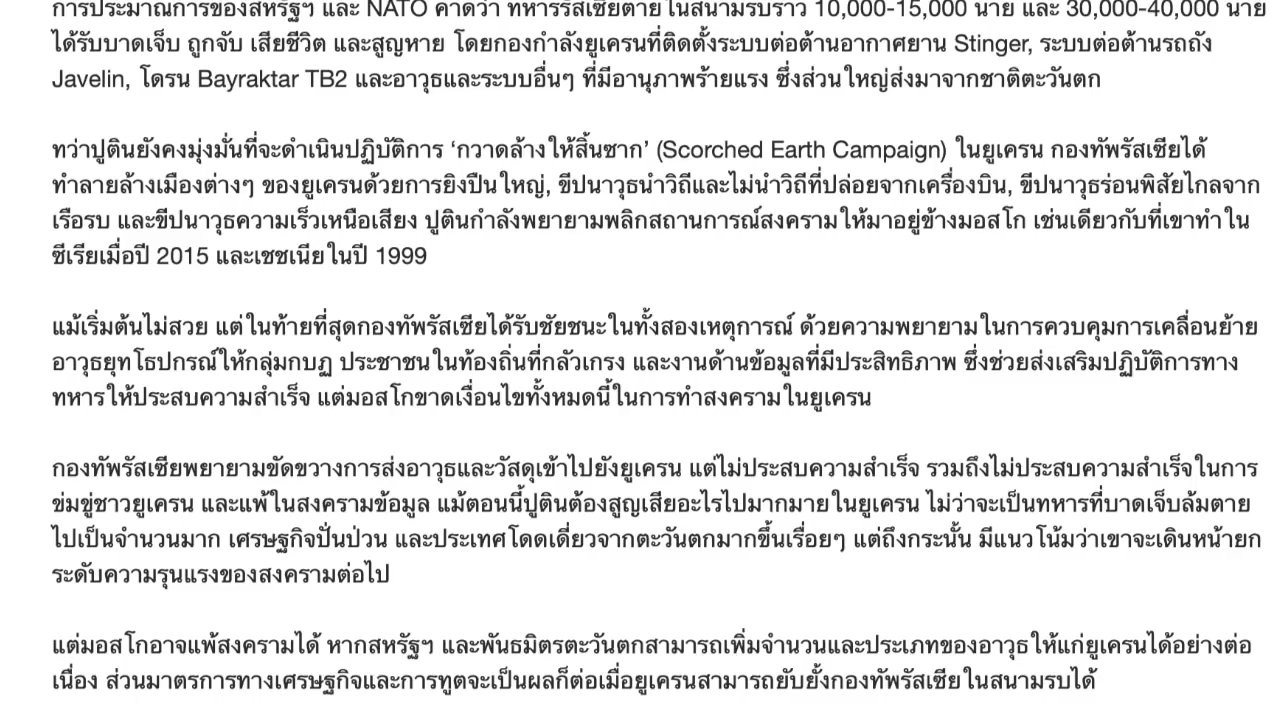 การประมาณการของสหรัฐฯ และ NATO คาดว่า ทหารรัสเซียตายในสนามรบราว 10,000-15,000 นาย และ 30,000-40,000 นาย
ได้รับบาดเจ็บ ถูกจับ เสียชีวิต และสูญหาย โดยกองกำลังยูเครนที่ติดตั้งระบบต่อต้านอากาศยาน Stinger, ระบบต่อต้านรถถัง
Javelin, โดรน Bayraktar TB2 และอาวุธและระบบอื่นๆ ที่มีอานุภาพร้ายแรง ซึ่งส่วนใหญ่ส่งมาจากชาติตะวันตก
ทว่าปูตินยังคงมุ่งมั่นที่จะดำเนินปฏิบัติการ ‘กวาดล้างให้สิ้นซาก’ (Scorched Earth Campaign) ในยูเครน กองทัพรัสเซียได้
ทำลายล้างเมืองต่างๆ ของยูเครนด้วยการยิงปืนใหญ่, ขีปนาวุธนำวิถีและไม่นำวิถีที่ปล่อยจากเครื่องบิน, ขีปนาวุธร่อนพิสัยไกลจาก
เรือรบ และขีปนาวุธความเร็วเหนือเสียง ปูตินกำลังพยายามพลิกสถานการณ์สงครามให้มาอยู่ข้างมอสโก เช่นเดียวกับที่เขาทำใน
ซีเรียเมื่อปี 2015 และเชชเนียในปี 1999
แม้เริ่มต้นไม่สวย แต่ในท้ายที่สุดกองทัพรัสเซียได้รับชัยชนะในทั้งสองเหตุการณ์ ด้วยความพยายามในการควบคุมการเคลื่อนย้าย
อาวุธยุทโธปกรณ์ให้กลุ่มกบฏ ประชาชนในท้องถิ่นที่กลัวเกรง และงานด้านข้อมูลที่มีประสิทธิภาพ ซึ่งช่วยส่งเสริมปฏิบัติการทาง
ทหารให้ประสบความสำเร็จ แต่มอสโกขาดเงื่อนไขทั้งหมดนี้ในการทำสงครามในยูเครน
กองทัพรัสเซียพยายามขัดขวางการส่งอาวุธและวัสดุเข้าไปยังยูเครน แต่ไม่ประสบความสำเร็จ รวมถึงไม่ประสบความสำเร็จในการ
ข่มขู่ชาวยูเครน และแพ้ในสงครามข้อมูล แม้ตอนนี้ปูตินต้องสูญเสียอะไรไปมากมายในยูเครน ไม่ว่าจะเป็นทหารที่บาดเจ็บล้มตาย
ไปเป็นจำนวนมาก เศรษฐกิจปั่นป่วน และประเทศโดดเดี่ยวจากตะวันตกมากขึ้นเรื่อยๆ แต่ถึงกระนั้น มีแนวโน้มว่าเขาจะเดินหน้ายก
ระดับความรุนแรงของสงครามต่อไป
แต่มอสโกอาจแพ้สงครามได้ หากสหรัฐฯ และพันธมิตรตะวันตกสามารถเพิ่มจำนวนและประเภทของอาวุธให้แก่ยูเครนได้อย่างต่อ
เนื่อง ส่วนมาตรการทางเศรษฐกิจและการทูตจะเป็นผลก็ต่อเมื่อยูเครนสามารถยับยั้งกองทัพรัสเซียในสนามรบได้